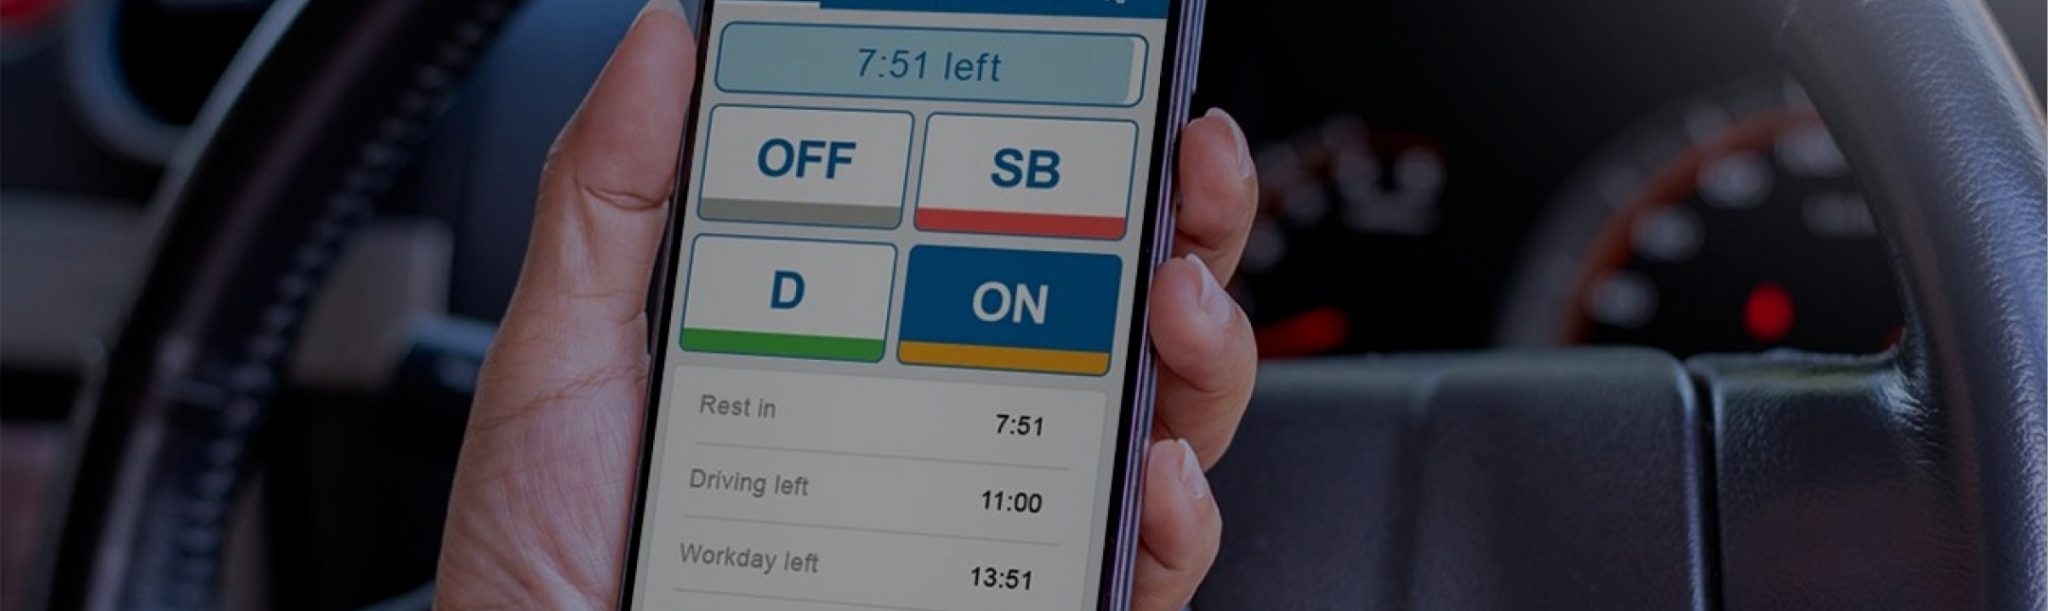 7:51 left
OFF
SB
D
ON
Rest in
7:51
Driving left
11:00
Workday left
13:51